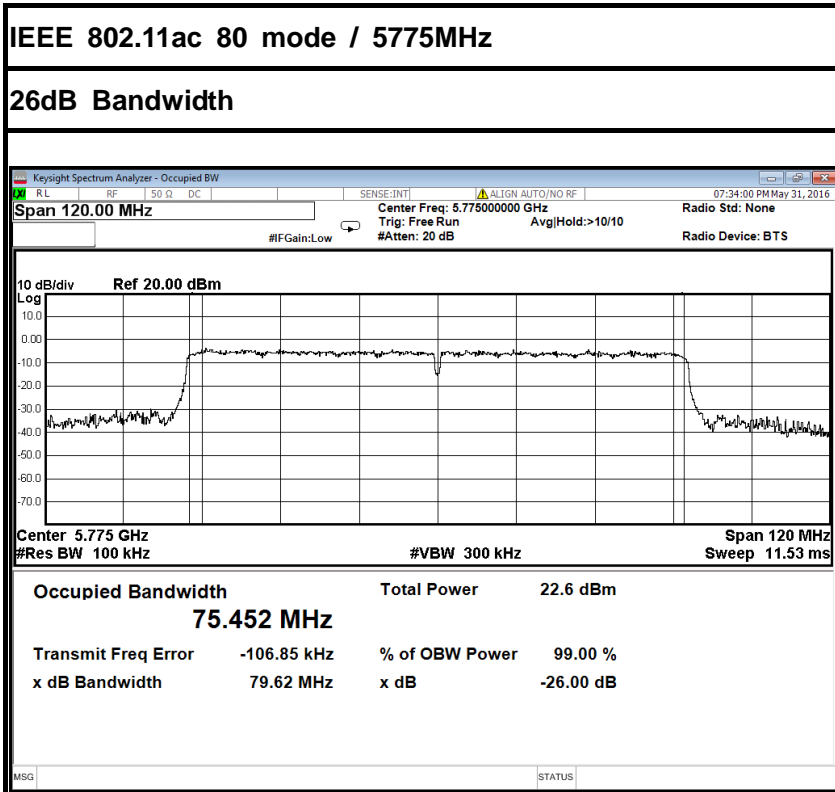 IEEE 802.11ac 80 mode / 5775MHz
26dB Bandwidth
Keysight Spectrum Analyzer - Occupied BW
LXI RL RF 50 Ω DC SENSE:INT ALIGN AUTO/NO RF 07:34:00 PM May 31, 2016
Span 120.00 MHz Center Freq: 5.775000000 GHz Radio Std: None
Trig: Free Run Avg|Hold:>10/10
#IFGain:Low #Atten: 20 dB Radio Device: BTS
10 dB/div Ref 20.00 dBm
Log
10.0
0.00
-10.0
-20.0
-30.0
-40.0
-50.0
-60.0
-70.0
Center 5.775 GHz Span 120 MHz
#Res BW 100 kHz #VBW 300 kHz Sweep 11.53 ms
Occupied Bandwidth Total Power 22.6 dBm
75.452 MHz
Transmit Freq Error -106.85 kHz % of OBW Power 99.00 %
x dB Bandwidth 79.62 MHz x dB -26.00 dB
MSG STATUS